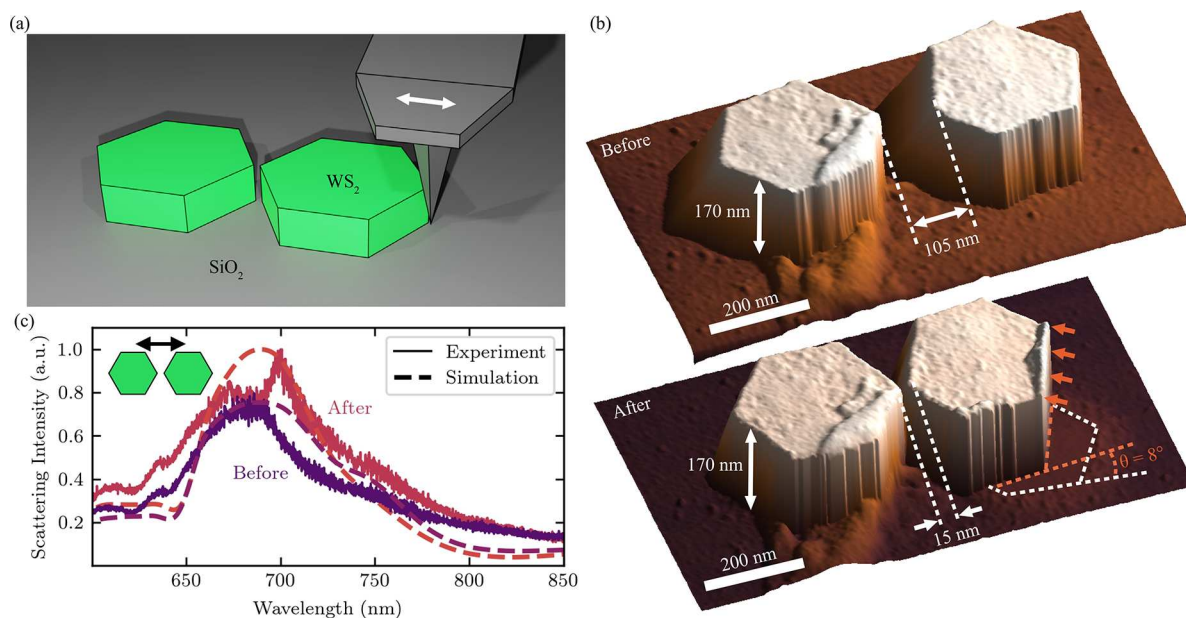 (a)
WS2
SiO2
(b)
Before
170 nm
105 nm
200 nm
After
170 nm
θ = 8°
15 nm
200 nm
(c)
Scattering Intensity (a.u.)
1.0
0.8
0.6
0.4
0.2
Experiment
Simulation
After
Before
650
700
750
800
850
Wavelength (nm)